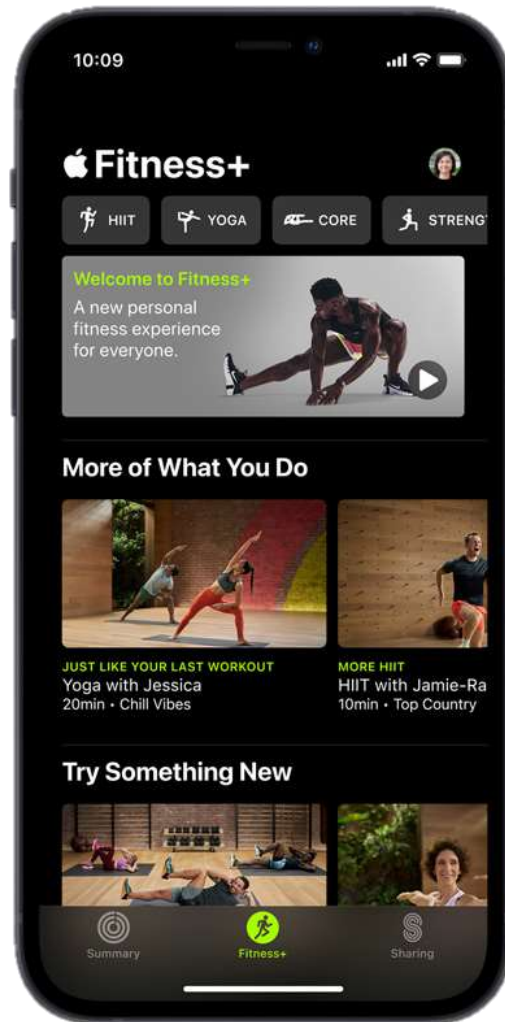 10:09
Fitness+
HIIT
YOGA
CORE
STRENG
Welcome to Fitness+
A new personal
fitness experience
for everyone.
More of What You Do
JUST LIKE YOUR LAST WORKOUT
Yoga with Jessica
20min • Chill Vibes
MORE HIIT
HIIT with Jamie-Ra
10min • Top Country
Try Something New
Summary
Fitness+
Sharing